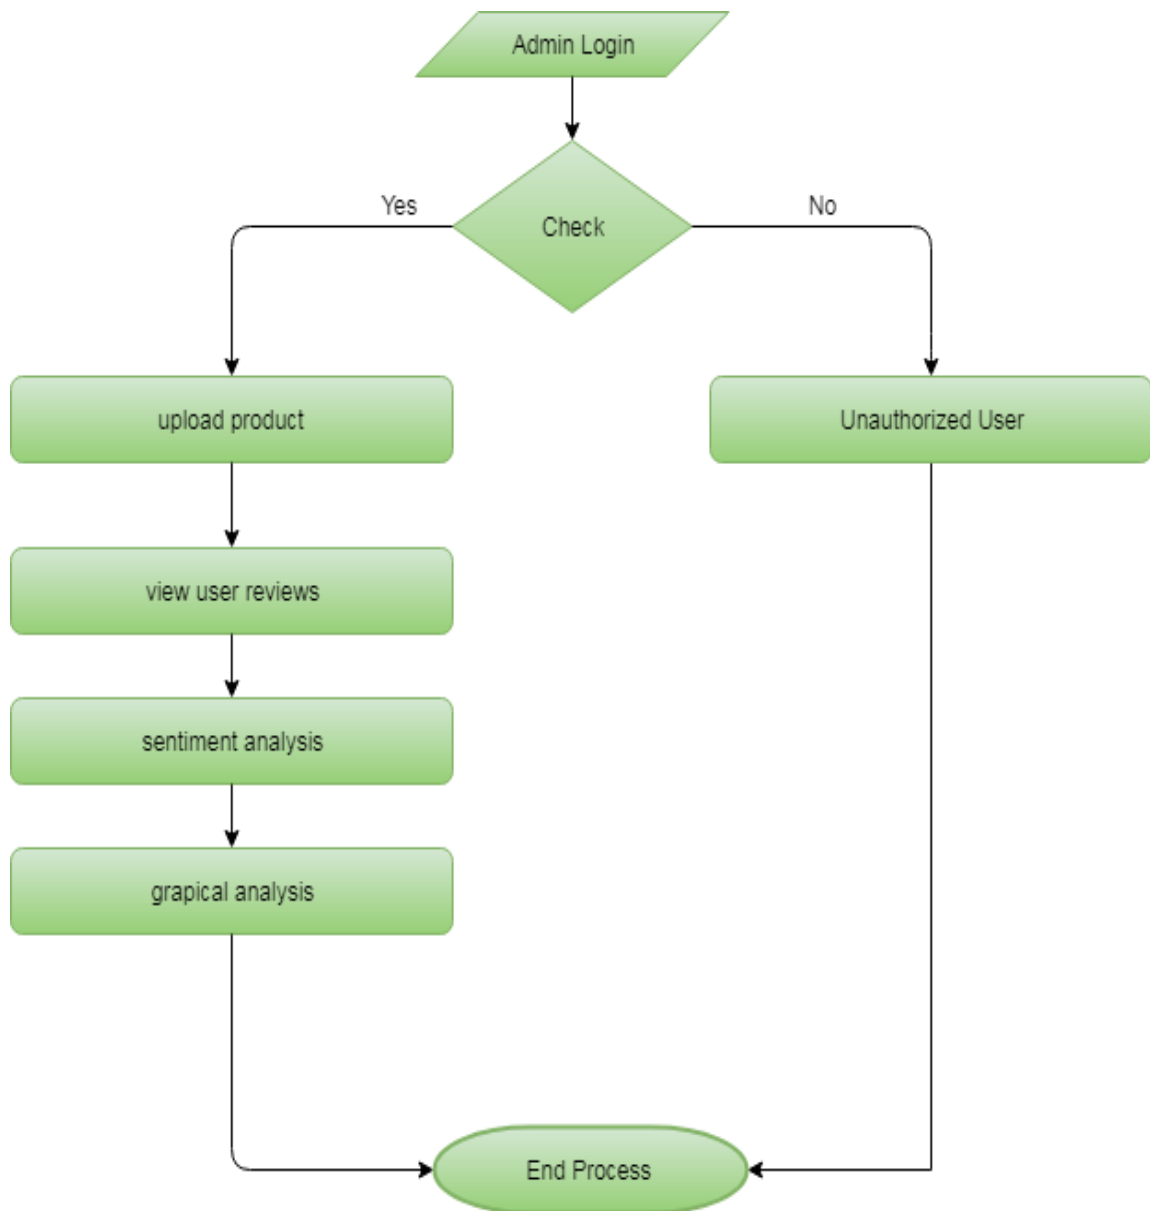 Admin Login
Check
Yes
No
upload product
Unauthorized User
view user reviews
sentiment analysis
grapical analysis
End Process